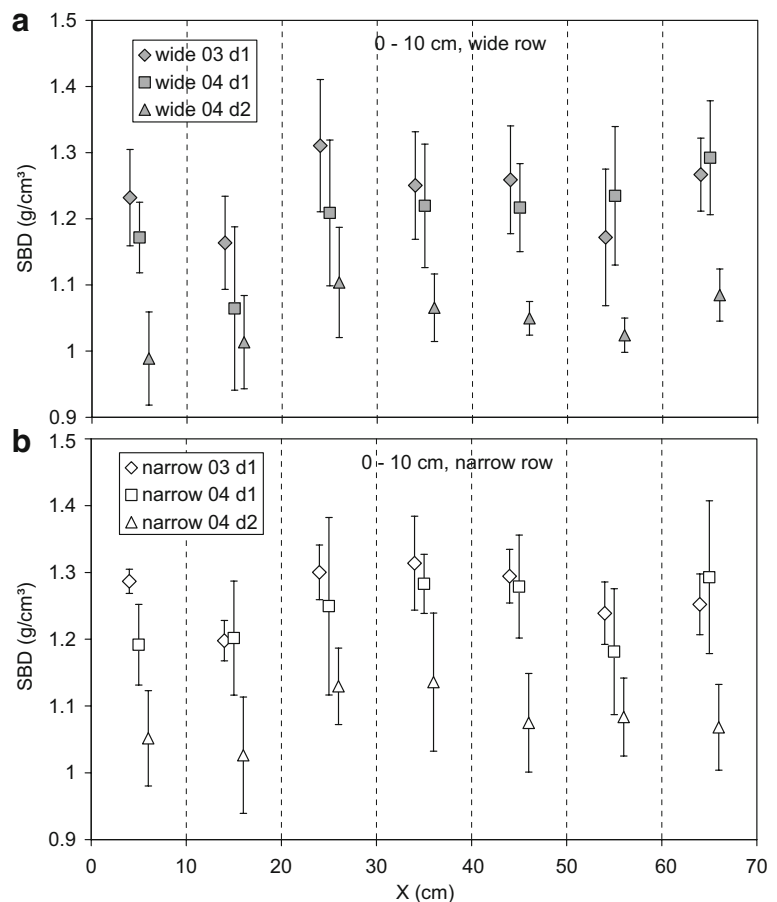 a
1.5
1.4
1.3
1.2
1.1
1
0.9
SBD (g/cm³)
wide 03 d1
wide 04 d1
wide 04 d2
0 - 10 cm, wide row
b
1.5
1.4
1.3
1.2
1.1
1
0.9
SBD (g/cm³)
narrow 03 d1
narrow 04 d1
narrow 04 d2
0 - 10 cm, narrow row
0 10 20 30 40 50 60 70
X (cm)